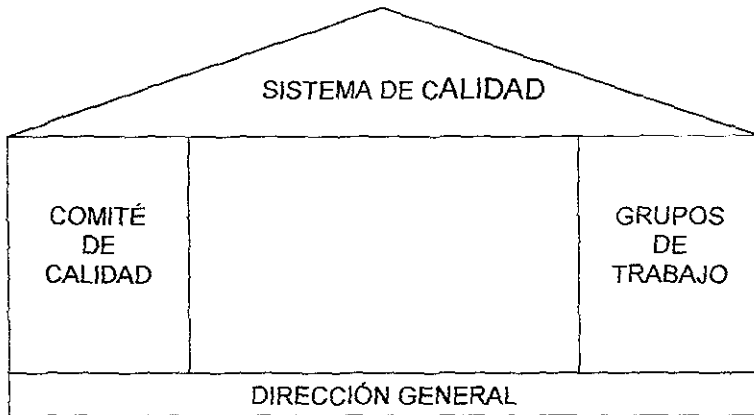 SISTEMA DE CALIDAD
COMITÉ
DE
CALIDAD
GRUPOS
DE
TRABAJO
DIRECCIÓN GENERAL